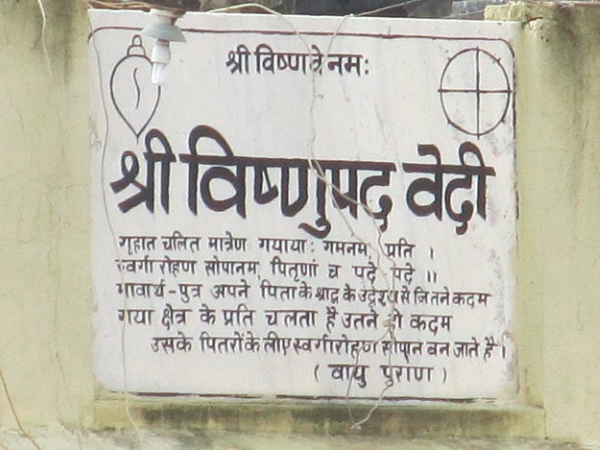 श्री विष्णवे नमः
श्री विष्णुपद वेदी
गृहात चलित मात्रेण गयायाः गमनम् प्रति ।
स्वर्गारोहण सोपानम् पितृणां च पदे पदे ।।
भावार्थ-पुत्र अपने पिता के श्राद्ध के उद्देश्य से जितने कदम
गया क्षेत्र के प्रति चलता है उतने ही कदम
उसके पितरों के लीए स्वर्गारोहण सोपान बन जाते है।
( वायु पुराण )